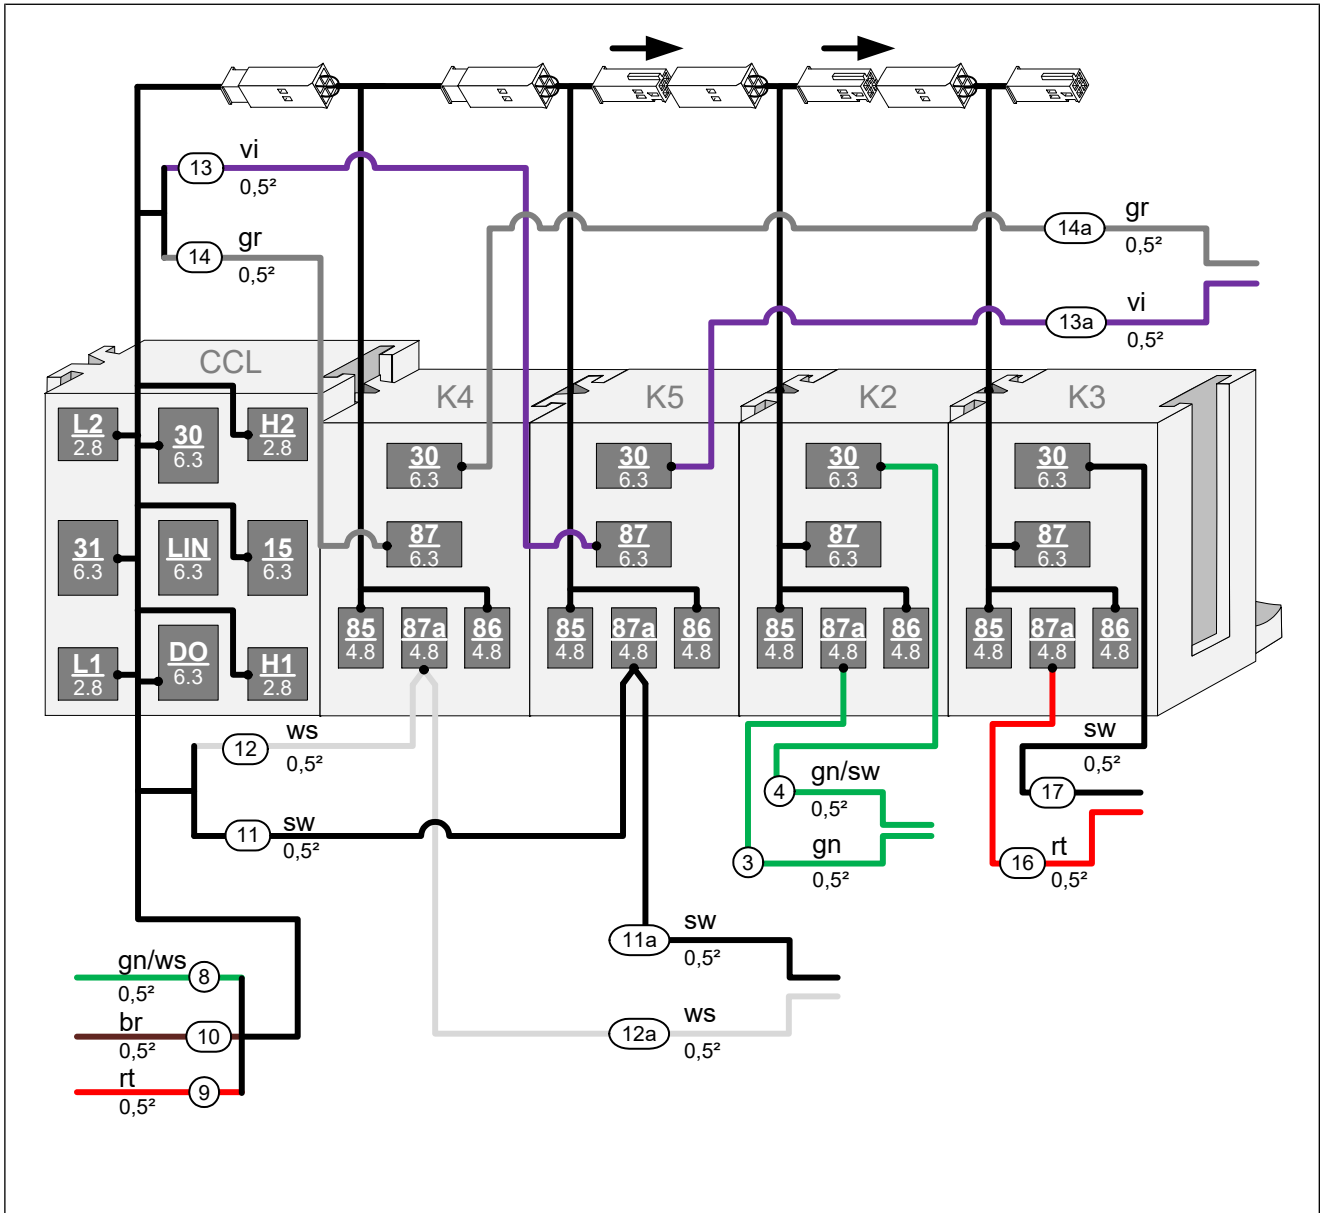 13 vi
0,5²
14 gr
0,5²
14a gr
0,5²
13a vi
0,5²
CCL
K4
K5
K2
K3
L2
2.8
30
6.3
H2
2.8
31
6.3
LIN
6.3
15
6.3
L1
2.8
DO
6.3
H1
2.8
30
6.3
87
6.3
85
4.8
87a
4.8
86
4.8
30
6.3
87
6.3
85
4.8
87a
4.8
86
4.8
30
6.3
87
6.3
85
4.8
87a
4.8
86
4.8
30
6.3
87
6.3
85
4.8
87a
4.8
86
4.8
12 ws
0,5²
11 sw
0,5²
4 gn/sw
0,5²
3 gn
0,5²
sw
0,5²
17
16 rt
0,5²
11a sw
0,5²
12a ws
0,5²
gn/ws 8
0,5²
br 10
0,5²
rt 9
0,5²